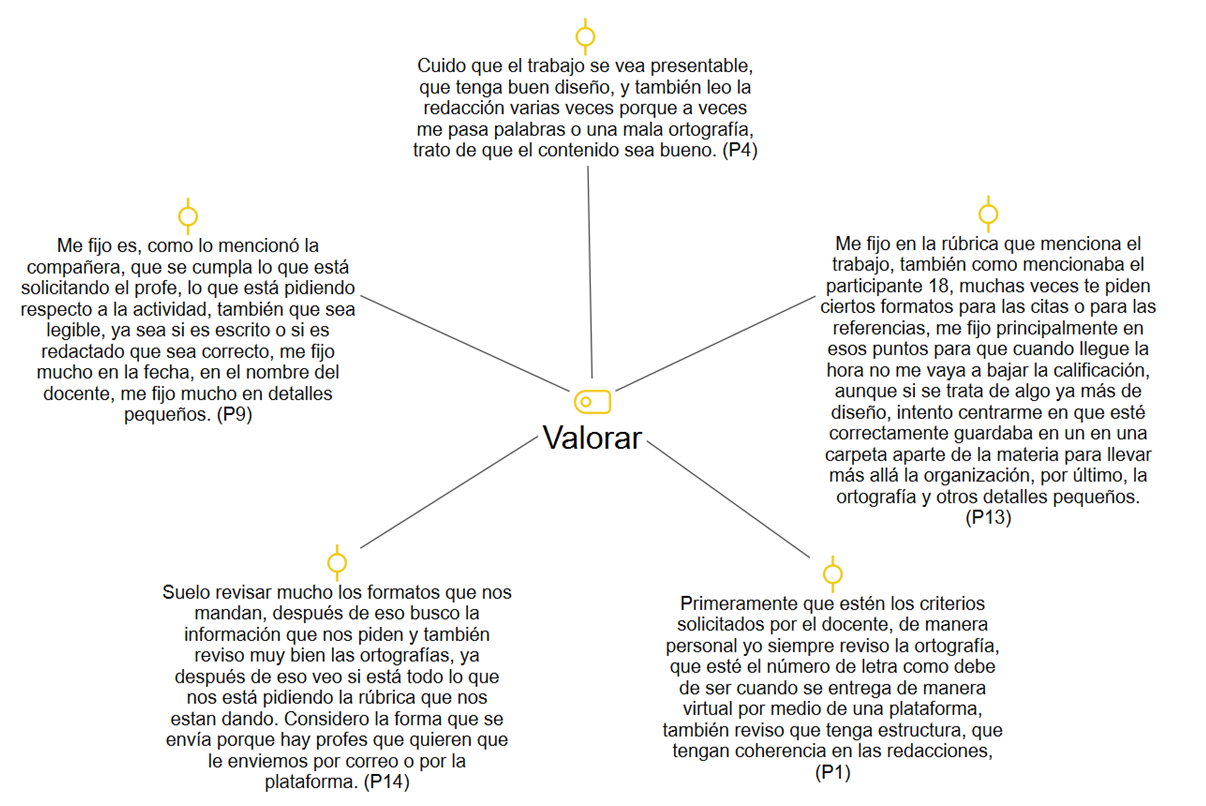 Cuido que el trabajo se vea presentable,
que tenga buen diseño, y también leo la
redacción varias veces porque a veces
me pasa palabras o una mala ortografía,
trato de que el contenido sea bueno. (P4)
Me fijo es, como lo mencionó la
compañera, que se cumpla lo que está
solicitando el profe, lo que está pidiendo
respecto a la actividad, también que sea
legible, ya sea si es escrito o si es
redactado que sea correcto, me fijo
mucho en la fecha, en el nombre del
docente, me fijo mucho en detalles
pequeños. (P9)
Me fijo en la rúbrica que menciona el
trabajo, también como mencionaba el
participante 18, muchas veces te piden
ciertos formatos para las citas o para las
referencias, me fijo principalmente en
esos puntos para que cuando llegue la
hora no me vaya a bajar la calificación,
aunque si se trata de algo ya más de
diseño, intento centrarme en que esté
correctamente guardaba en un en una
carpeta aparte de la materia para llevar
más allá la organización, por último, la
ortografía y otros detalles pequeños.
(P13)
Valorar
Suelo revisar mucho los formatos que nos
mandan, después de eso busco la
información que nos piden y también
reviso muy bien las ortografías, ya
después de eso veo si está todo lo que
nos está pidiendo la rúbrica que nos
estan dando. Considero la forma que se
envía porque hay profes que quieren que
le enviemos por correo o por la
plataforma. (P14)
Primeramente que estén los criterios
solicitados por el docente, de manera
personal yo siempre reviso la ortografía,
que esté el número de letra como debe
de ser cuando se entrega de manera
virtual por medio de una plataforma,
también reviso que tenga estructura, que
tengan coherencia en las redacciones,
(P1)